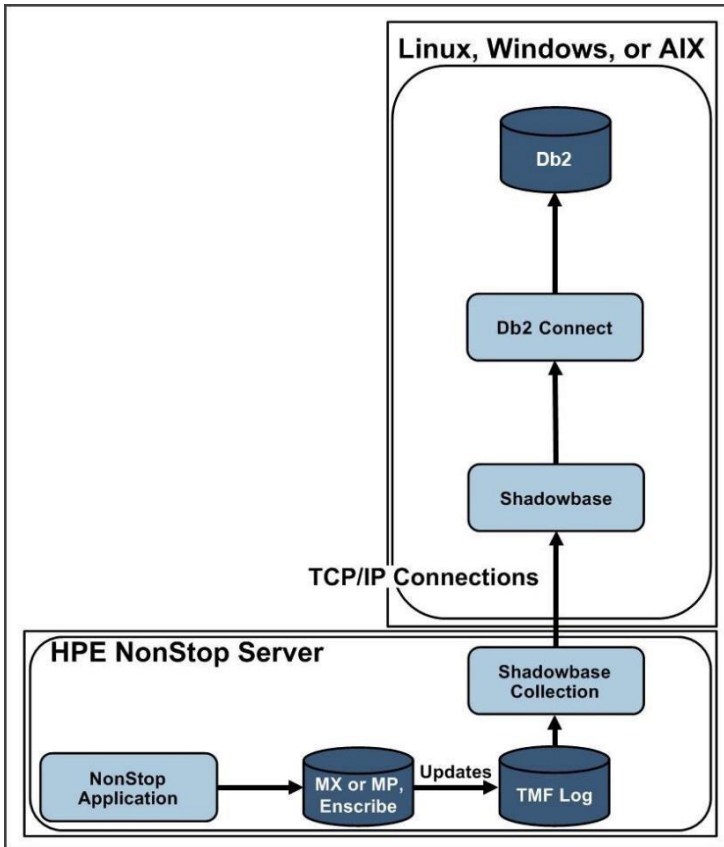 Linux, Windows, or AIX
Db2
Db2 Connect
Shadowbase
TCP/IP Connections
HPE NonStop Server
Shadowbase
Collection
NonStop
Application
MX or MP,
Enscribe
Updates
TMF Log